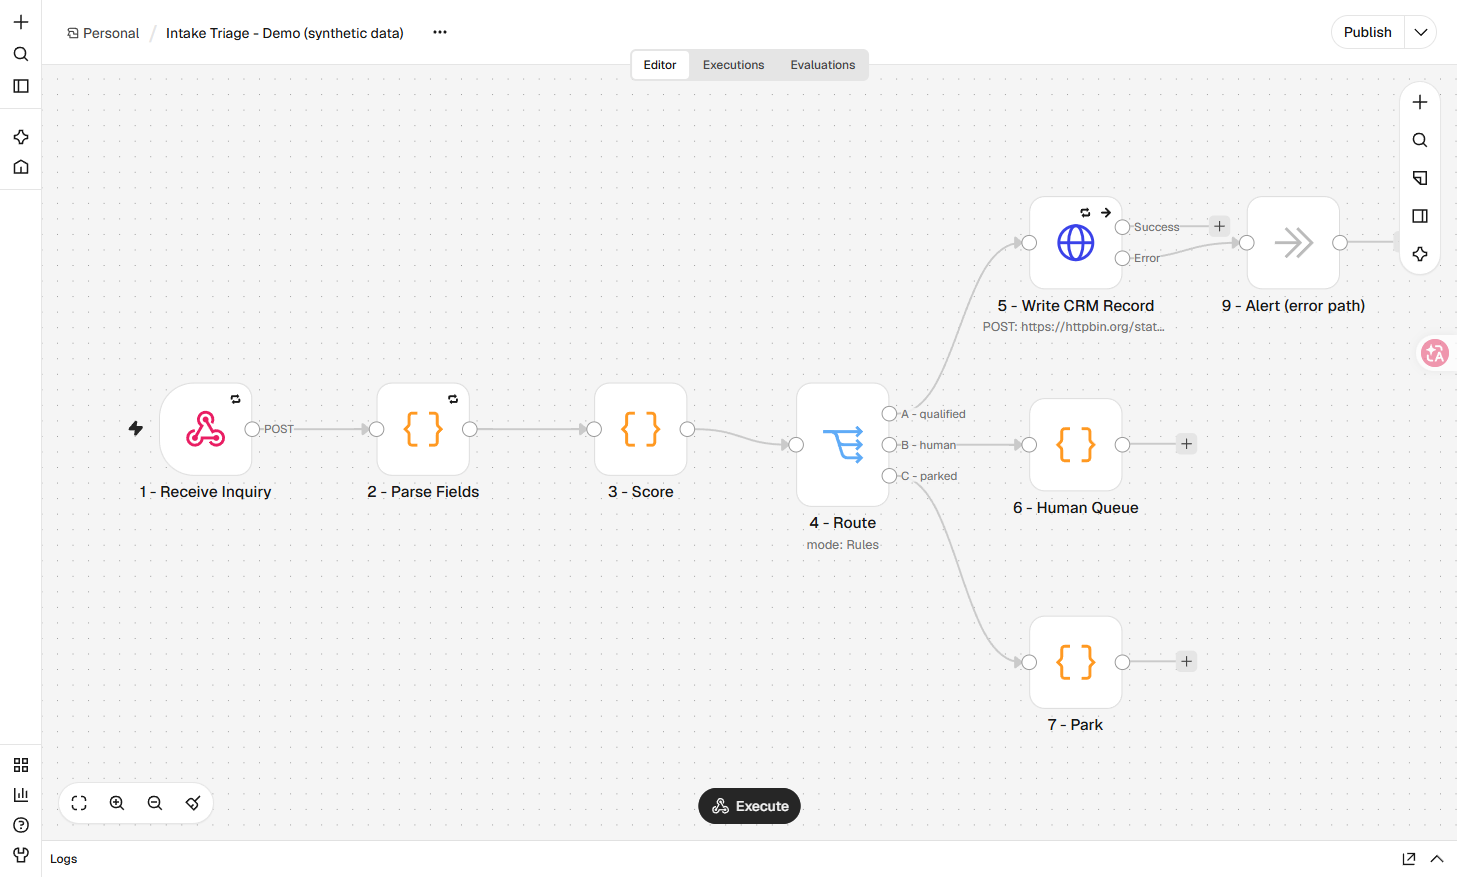 Personal / Intake Triage - Demo (synthetic data)
Publish
Editor Executions Evaluations
Success
Error
5 - Write CRM Record
POST: https://httpbin.org/stat...
9 - Alert (error path)
POST
1 - Receive Inquiry
2 - Parse Fields
3 - Score
A - qualified
B - human
C - parked
4 - Route
mode: Rules
6 - Human Queue
7 - Park
Execute
Logs